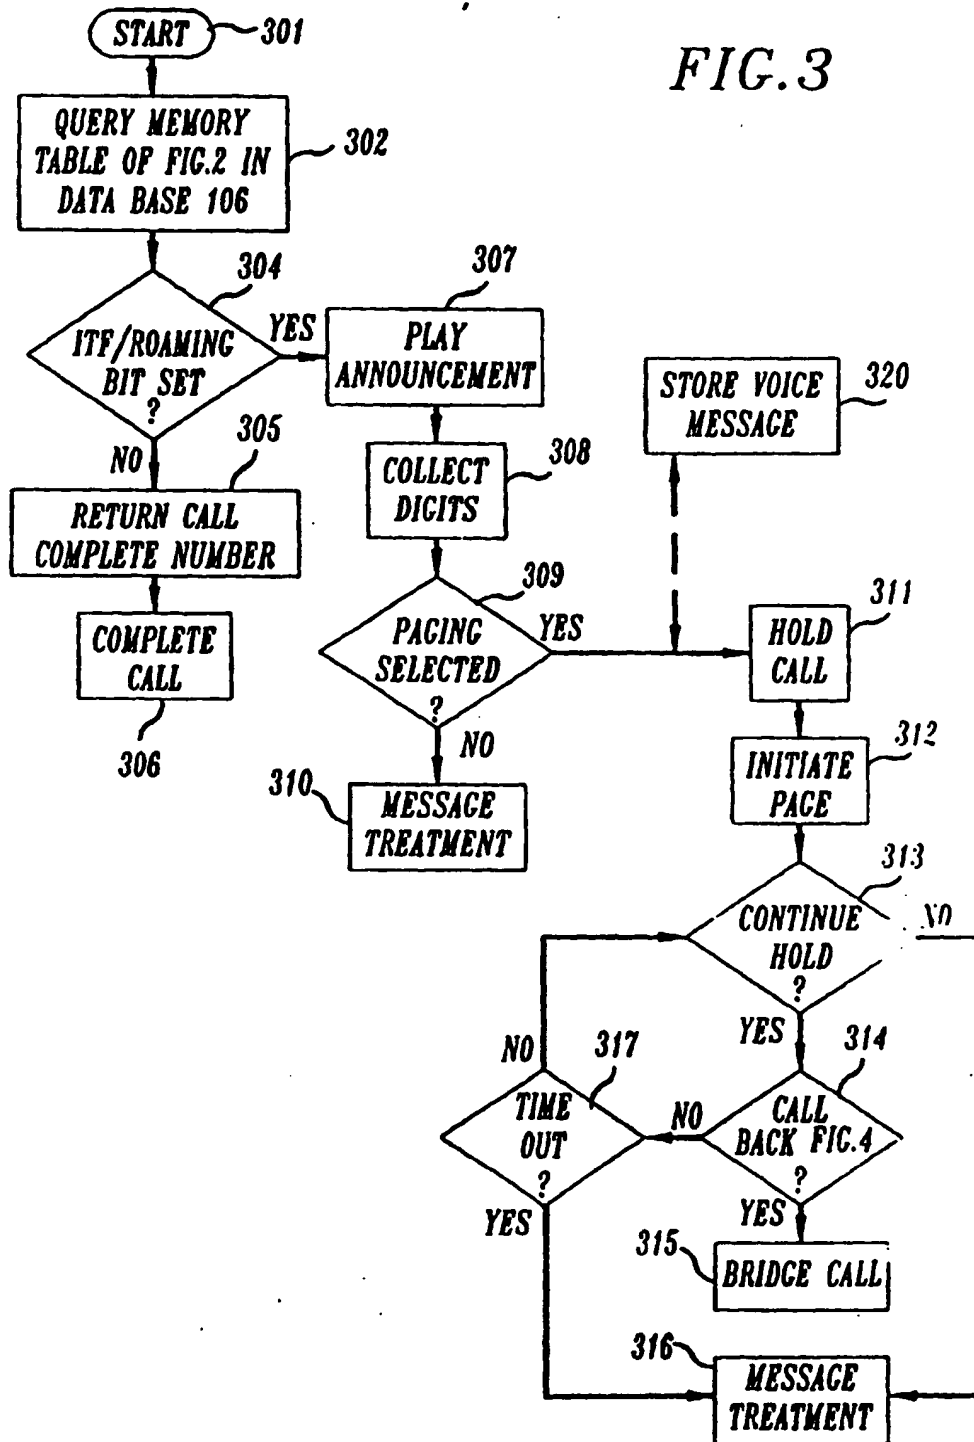 FIG.3
START 301
QUERY MEMORY
TABLE OF FIG.2 IN
DATA BASE 106
302
304
ITF/ROAMING
BIT SET
?
YES
NO
307
PLAY
ANNOUNCEMENT
305
RETURN CALL
COMPLETE NUMBER
COMPLETE
CALL
306
308
COLLECT
DIGITS
309
PAGING
SELECTED
?
YES
NO
310
MESSAGE
TREATMENT
STORE VOICE
MESSAGE
320
311
HOLD
CALL
312
INITIATE
PAGE
313
CONTINUE
HOLD
?
NO
YES
314
CALL
BACK FIG.4
?
NO
YES
317
TIME
OUT
?
NO
YES
315
BRIDGE CALL
316
MESSAGE
TREATMENT